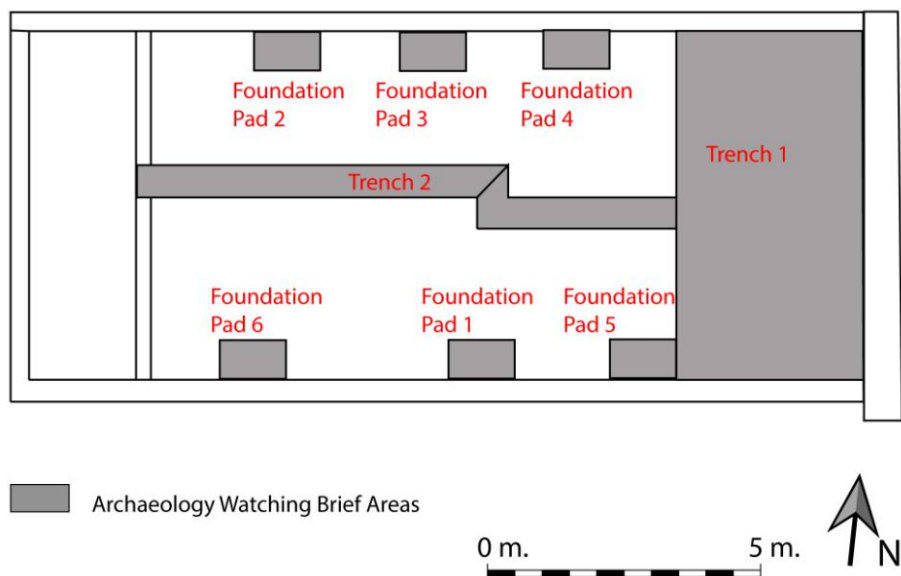 Foundation
Pad 2
Foundation
Pad 3
Foundation
Pad 4
Trench 1
Trench 2
Foundation
Pad 6
Foundation
Pad 1
Foundation
Pad 5
Archaeology Watching Brief Areas
0 m.
5 m.
N